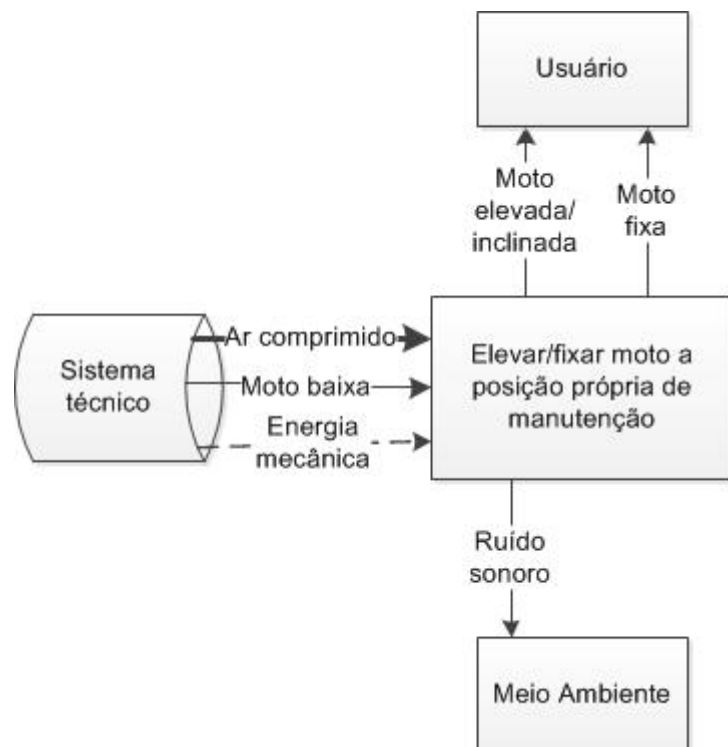 Usuário
Moto
elevada/
inclinada
Moto
fixa
Sistema
técnico
Ar comprimido
Moto baixa
Energia
mecânica
Elevar/fixar moto a
posição própria de
manutenção
Ruído
sonoro
Meio Ambiente